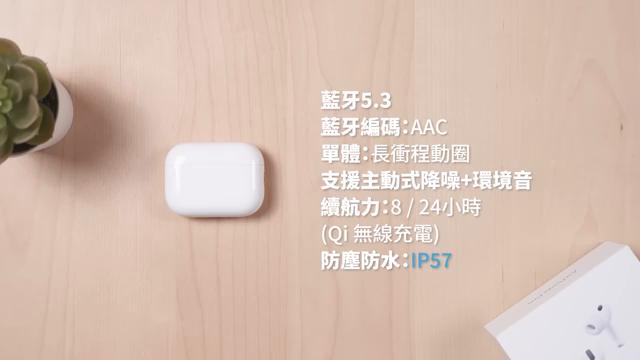 藍牙5.3
藍牙編碼：AAC
單體：長衝程動圈
支援主動式降噪+環境音
續航力：8 / 24小時
(Qi 無線充電)
防塵防水：IP57